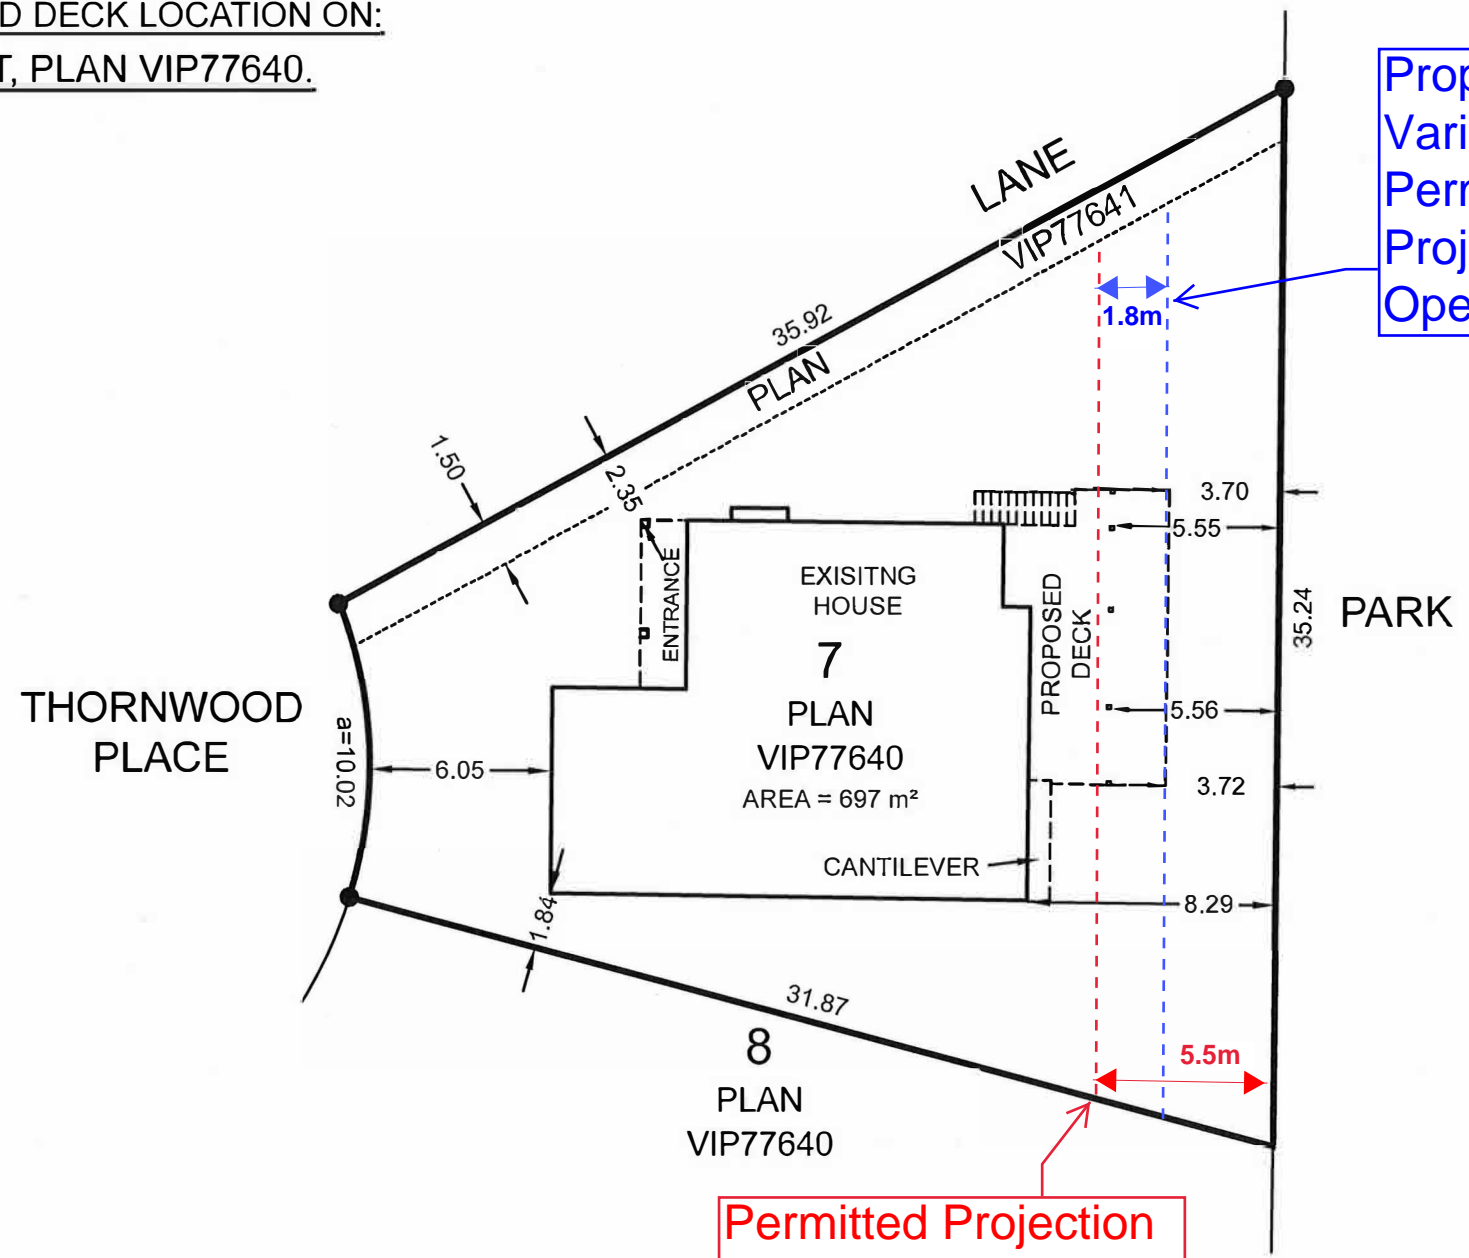 D DECK LOCATION ON:
T, PLAN VIP77640.
LANE
VIP77641
PLAN
35.92
1.50
2.35
1.8m
3.70
5.55
ENTRANCE
EXISITNG
HOUSE
7
PLAN
VIP77640
AREA = 697 m²
PROPOSED
DECK
35.24
PARK
THORNWOOD
PLACE
a=10.02
6.05
5.56
3.72
CANTILEVER
8.29
1.84
31.87
8
PLAN
VIP77640
5.5m
Permitted Projection